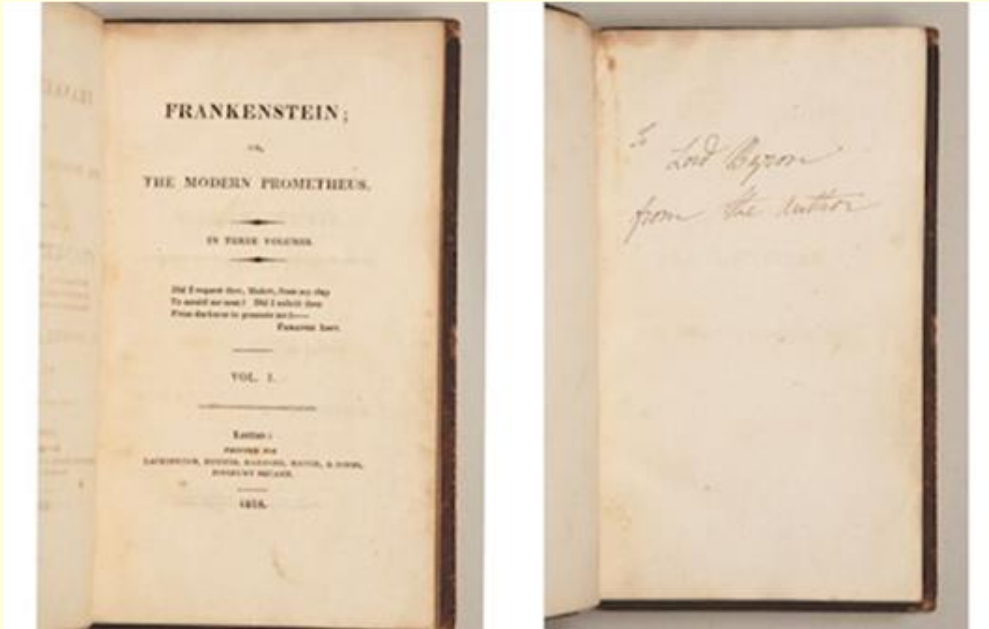 FRANKENSTEIN;
OR,
THE MODERN PROMETHEUS.
IN THREE VOLUMES.
Did I request thee, Maker, from my clay
To mould me man? Did I solicit thee
From darkness to promote me?——
PARADISE LOST.
VOL. I.
London:
PRINTED FOR
LACKINGTON, HUGHES, HARDING, MAVOR, & JONES,
FINSBURY SQUARE.
1818.
To
Lord Byron
from the author